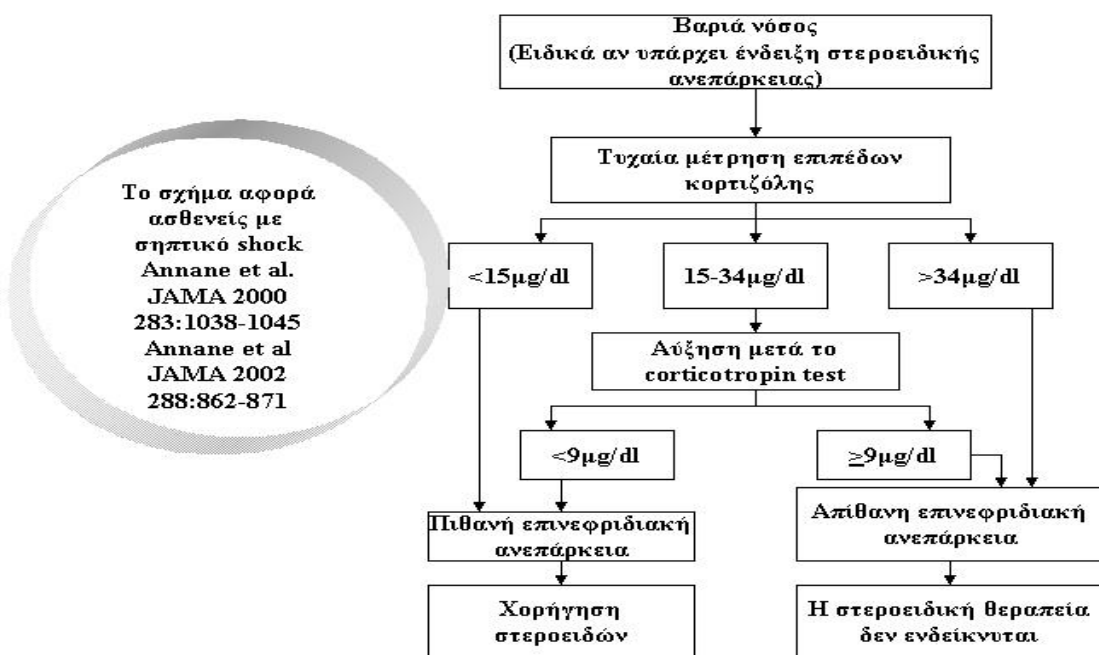 Βαριά νόσος
(Ειδικά αν υπάρχει ένδειξη στεροειδικής
ανεπάρκειας)
Τυχαία μέτρηση επιπέδων
κορτιζόλης
<15μg/dl
15-34μg/dl
>34μg/dl
Αύξηση μετά το
corticotropin test
<9μg/dl
≥9μg/dl
Πιθανή επινεφριδιακή
ανεπάρκεια
Απίθανη επινεφριδιακή
ανεπάρκεια
Χορήγηση
στεροειδών
Η στεροειδική θεραπεία
δεν ενδείκνυται
Το σχήμα αφορά
ασθενείς με
σηπτικό shock
Annane et al.
JAMA 2000
283:1038-1045
Annane et al
JAMA 2002
288:862-871